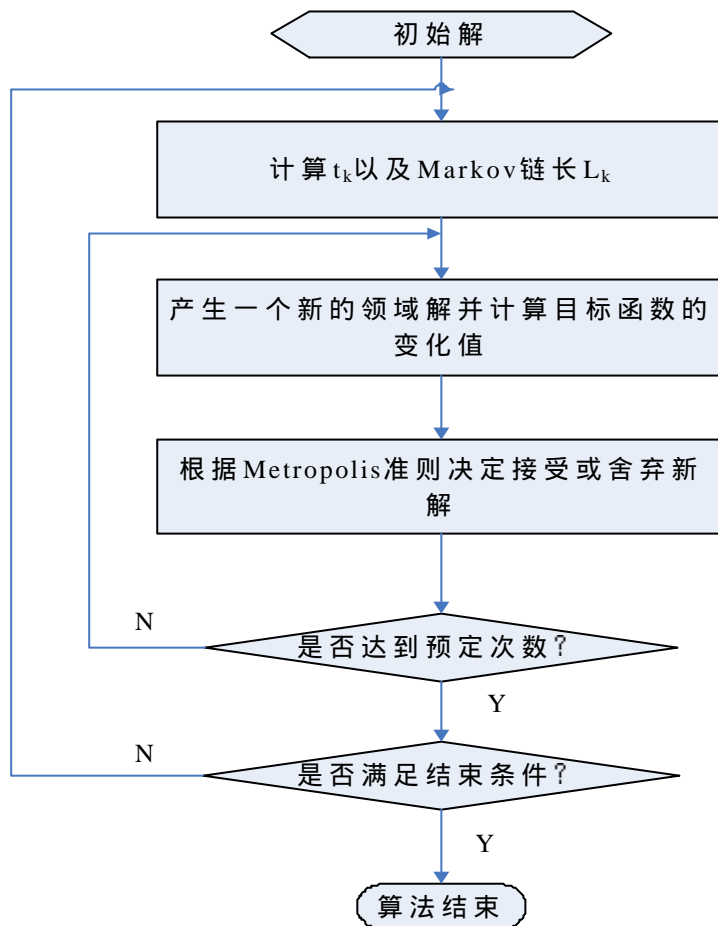 初始解
计算tk以及Markov链长Lk
产生一个新的领域解并计算目标函数的
变化值
根据Metropolis准则决定接受或舍弃新
解
N
是否达到预定次数?
Y
N
是否满足结束条件?
Y
算法结束